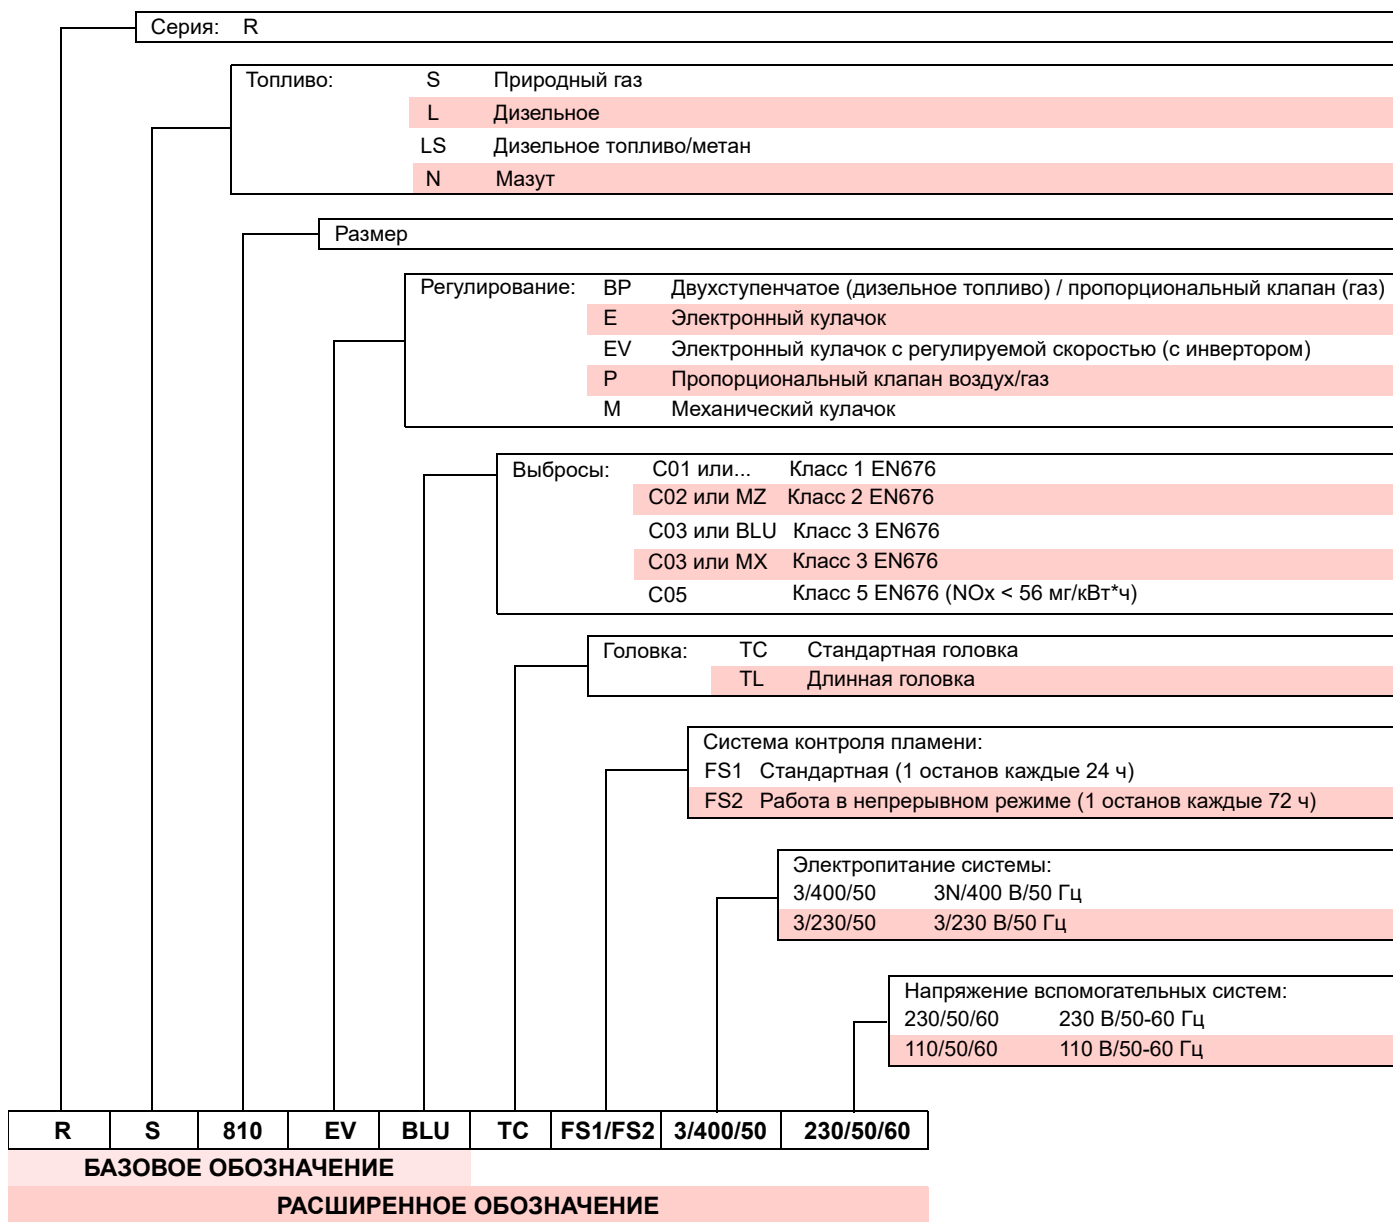 Серия: R
Топливо: S Природный газ
L Дизельное
LS Дизельное топливо/метан
N Мазут
Размер
Регулирование: BP Двухступенчатое (дизельное топливо) / пропорциональный клапан (газ)
E Электронный кулачок
EV Электронный кулачок с регулируемой скоростью (с инвертором)
P Пропорциональный клапан воздух/газ
M Механический кулачок
Выбросы: C01 или... Класс 1 EN676
C02 или MZ Класс 2 EN676
C03 или BLU Класс 3 EN676
C03 или MX Класс 3 EN676
C05 Класс 5 EN676 (NOx < 56 мг/кВт*ч)
Головка: TC Стандартная головка
TL Длинная головка
Система контроля пламени:
FS1 Стандартная (1 останов каждые 24 ч)
FS2 Работа в непрерывном режиме (1 останов каждые 72 ч)
Электропитание системы:
3/400/50 3N/400 В/50 Гц
3/230/50 3/230 В/50 Гц
Напряжение вспомогательных систем:
230/50/60 230 В/50-60 Гц
110/50/60 110 В/50-60 Гц
R S 810 EV BLU TC FS1/FS2 3/400/50 230/50/60
БАЗОВОЕ ОБОЗНАЧЕНИЕ
РАСШИРЕННОЕ ОБОЗНАЧЕНИЕ